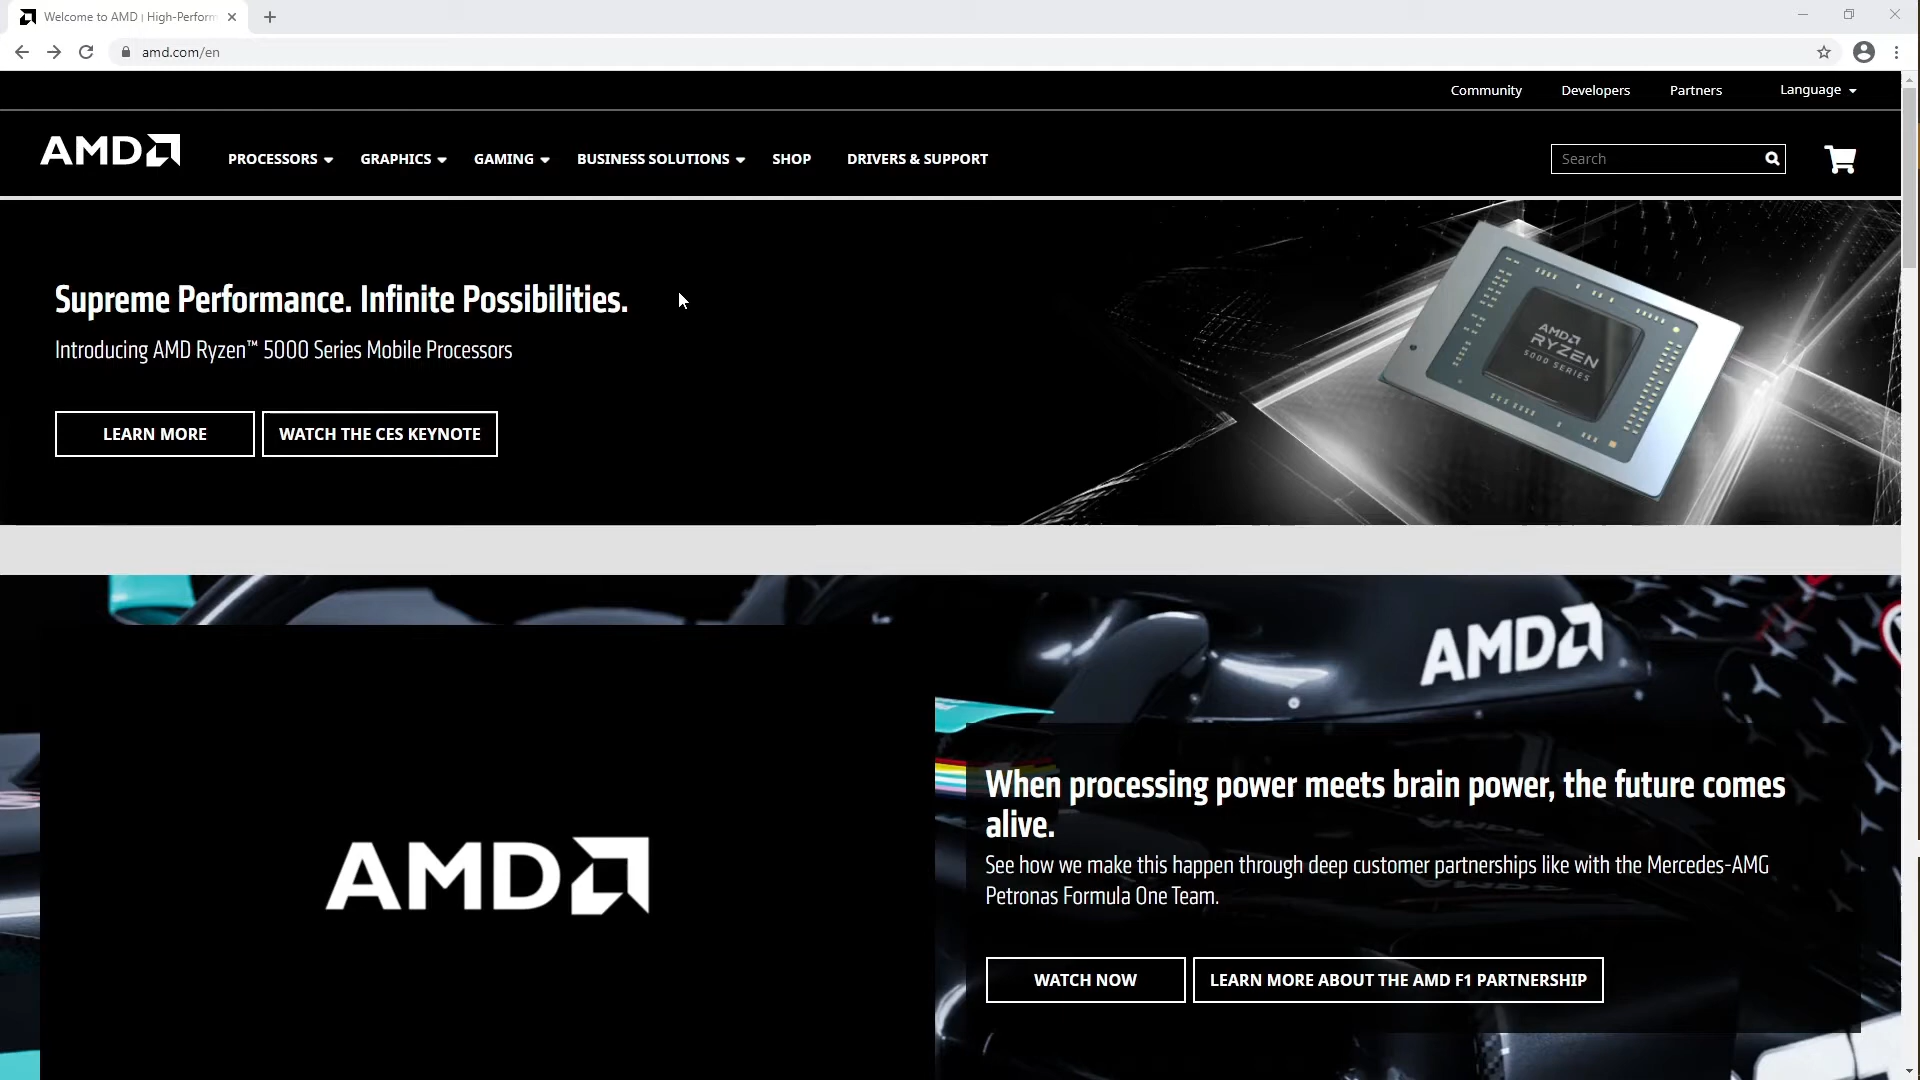 Welcome to AMD | High-Perform
amd.com/en
Community Developers Partners Language
AMD PROCESSORS GRAPHICS GAMING BUSINESS SOLUTIONS SHOP DRIVERS & SUPPORT Search
Supreme Performance. Infinite Possibilities.
Introducing AMD Ryzen™ 5000 Series Mobile Processors
LEARN MORE WATCH THE CES KEYNOTE
AMD
RYZEN
5000 SERIES
AMD
When processing power meets brain power, the future comes
alive.
See how we make this happen through deep customer partnerships like with the Mercedes-AMG
Petronas Formula One Team.
AMD
WATCH NOW LEARN MORE ABOUT THE AMD F1 PARTNERSHIP